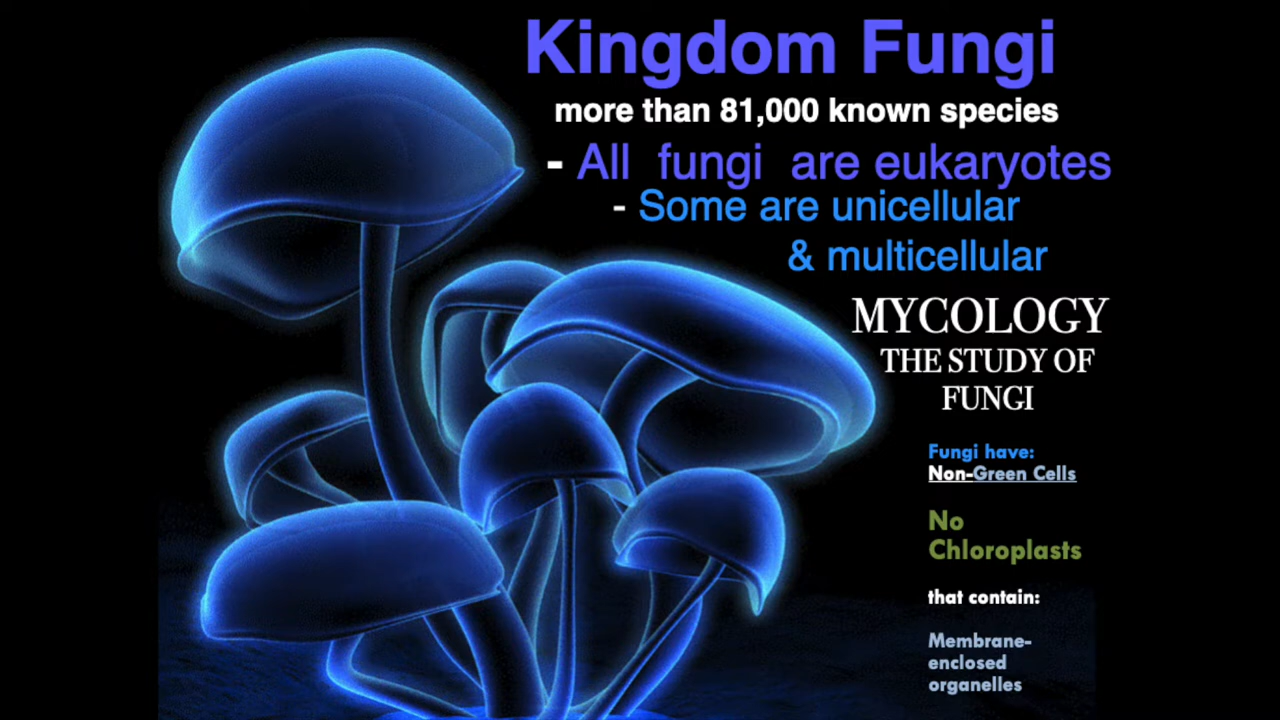 Kingdom Fungi
more than 81,000 known species
- All fungi are eukaryotes
- Some are unicellular
& multicellular
MYCOLOGY
THE STUDY OF
FUNGI
Fungi have:
Non-Green Cells
No
Chloroplasts
that contain:
Membrane-
enclosed
organelles